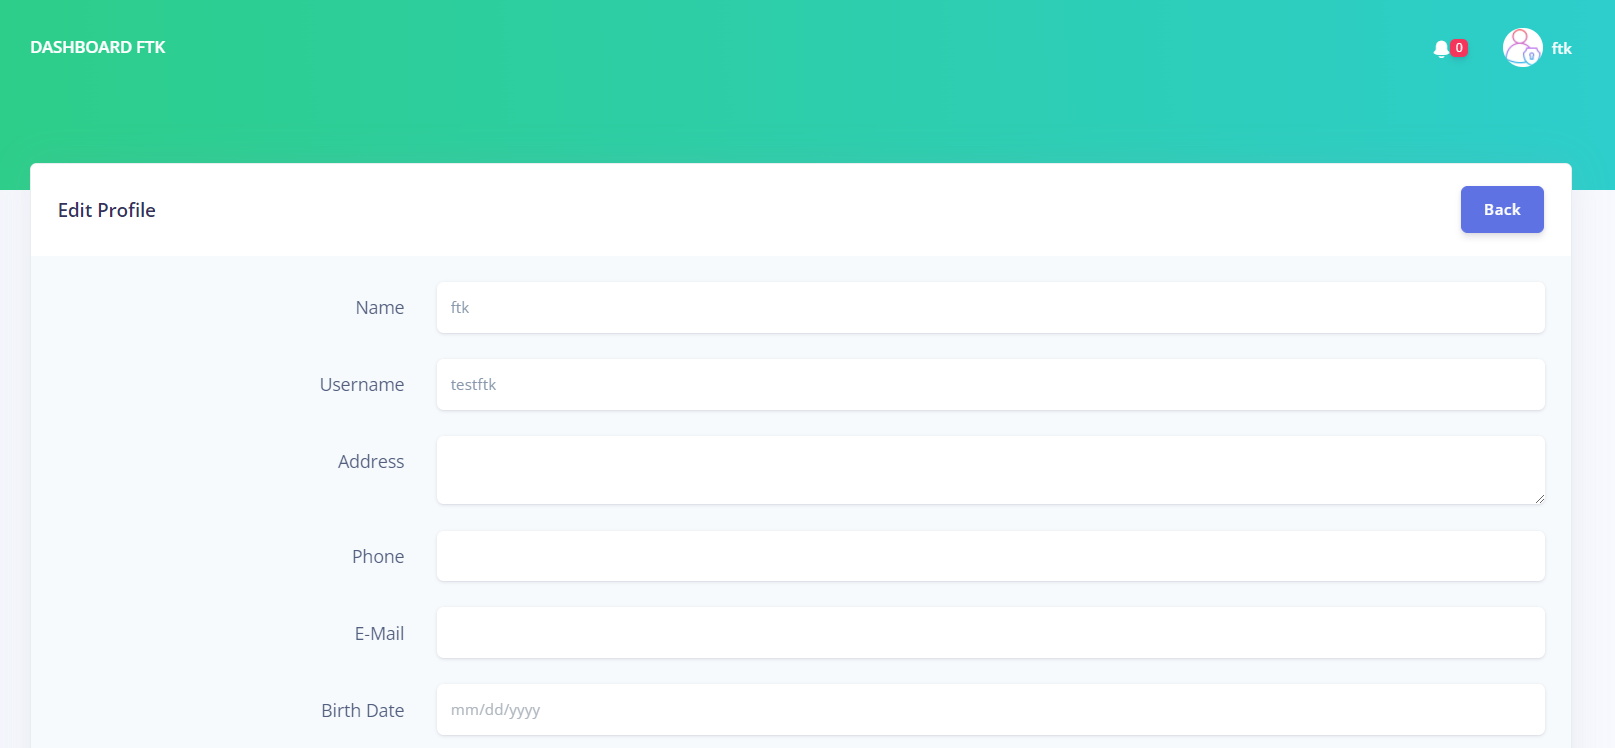 DASHBOARD FTK
0
ftk
Edit Profile
Back
Name
ftk
Username
testftk
Address
Phone
E-Mail
Birth Date
mm/dd/yyyy